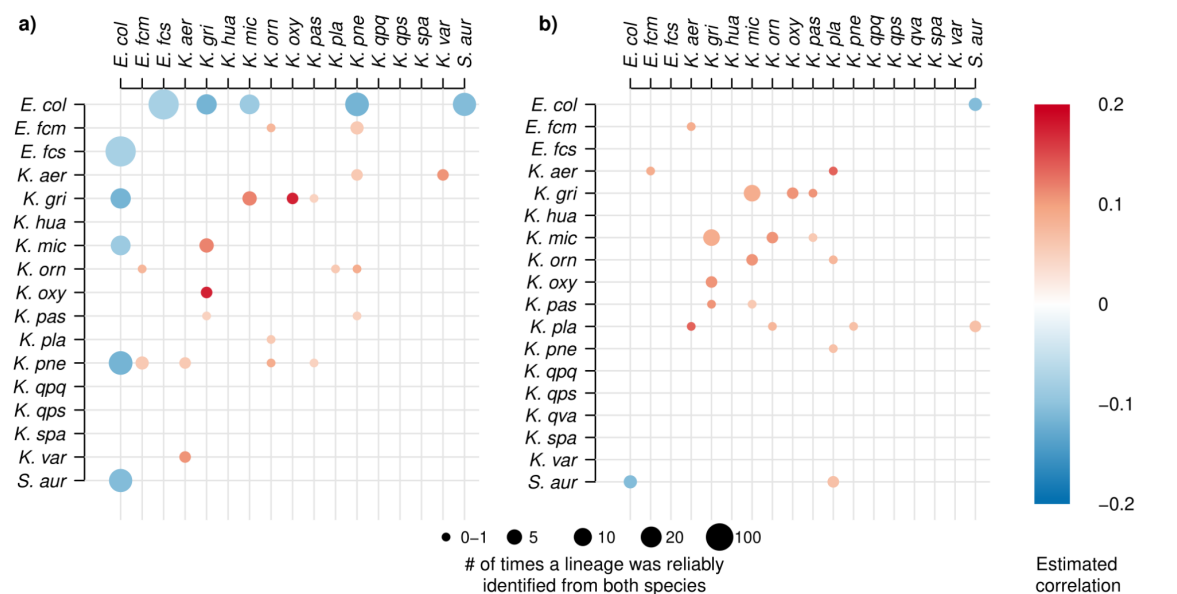 a)
E. col
E. fcm
E. fcs
K. aer
K. gri
K. hua
K. mic
K. orn
K. oxy
K. pas
K. pla
K. pne
K. qpq
K. qps
K. spa
K. var
S. aur
E. col
E. fcm
E. fcs
K. aer
K. gri
K. hua
K. mic
K. orn
K. oxy
K. pas
K. pla
K. pne
K. qpq
K. qps
K. spa
K. var
S. aur
b)
E. col
E. fcm
E. fcs
K. aer
K. gri
K. hua
K. mic
K. orn
K. oxy
K. pas
K. pla
K. pne
K. qpq
K. qps
K. qva
K. spa
K. var
S. aur
E. col
E. fcm
E. fcs
K. aer
K. gri
K. hua
K. mic
K. orn
K. oxy
K. pas
K. pla
K. pne
K. qpq
K. qps
K. qva
K. spa
K. var
S. aur
0.2
0.1
0
−0.1
−0.2
Estimated
correlation
0−1 5 10 20 100
# of times a lineage was reliably
identified from both species